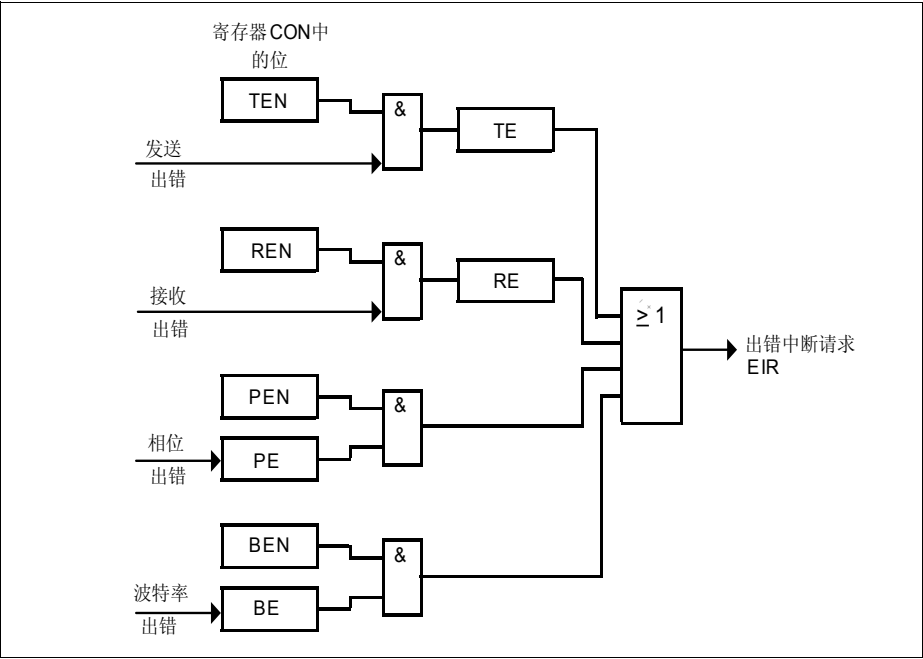 寄存器CON中
的位
TEN
&
TE
发送
出错
REN
&
RE
接收
出错
≥ 1
出错中断请求
EIR
PEN
&
相位
PE
出错
BEN
&
波特率
BE
出错